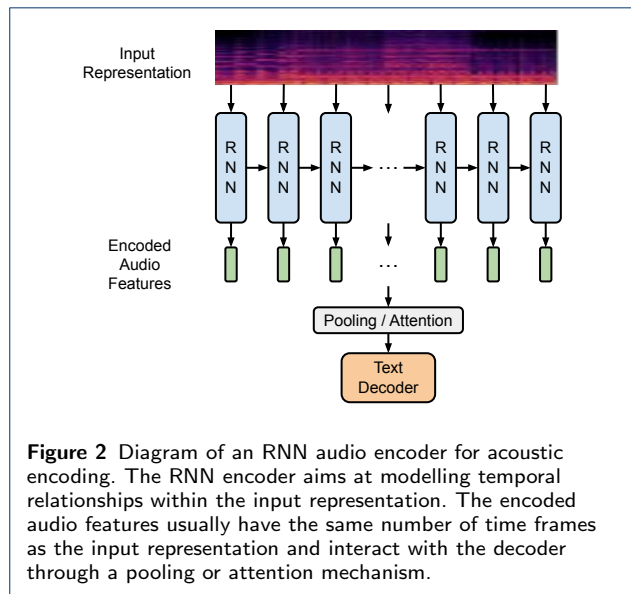 Input
Representation
R N N R N N R N N ... R N N R N N R N N
Encoded
Audio
Features
...
Pooling / Attention
Text
Decoder
Figure 2 Diagram of an RNN audio encoder for acoustic
encoding. The RNN encoder aims at modelling temporal
relationships within the input representation. The encoded
audio features usually have the same number of time frames
as the input representation and interact with the decoder
through a pooling or attention mechanism.